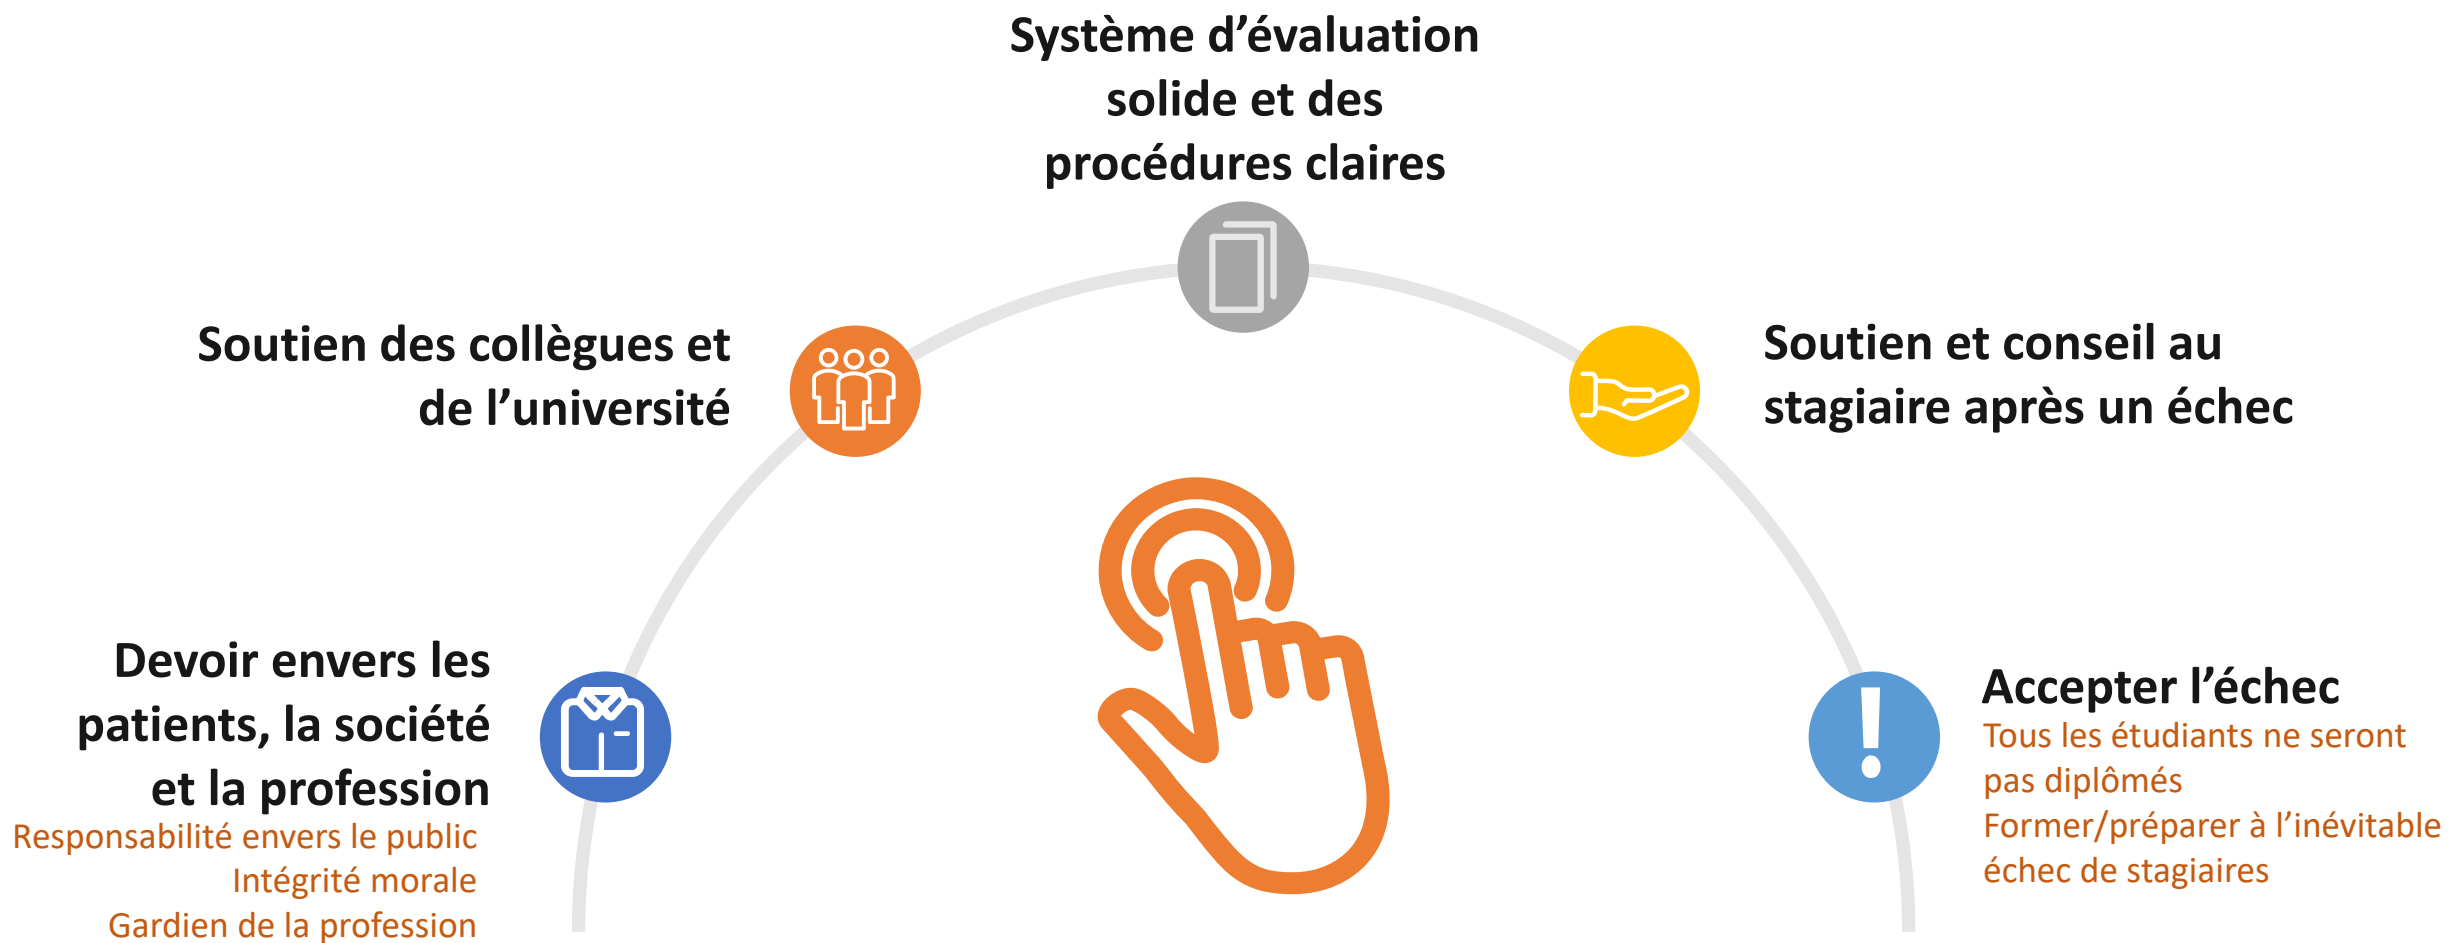 Système d’évaluation
solide et des
procédures claires
Soutien des collègues et
de l’université
Soutien et conseil au
stagiaire après un échec
Devoir envers les
patients, la société
et la profession
Responsabilité envers le public
Intégrité morale
Gardien de la profession
Accepter l’échec
Tous les étudiants ne seront
pas diplômés
Former/préparer à l’inévitable
échec de stagiaires